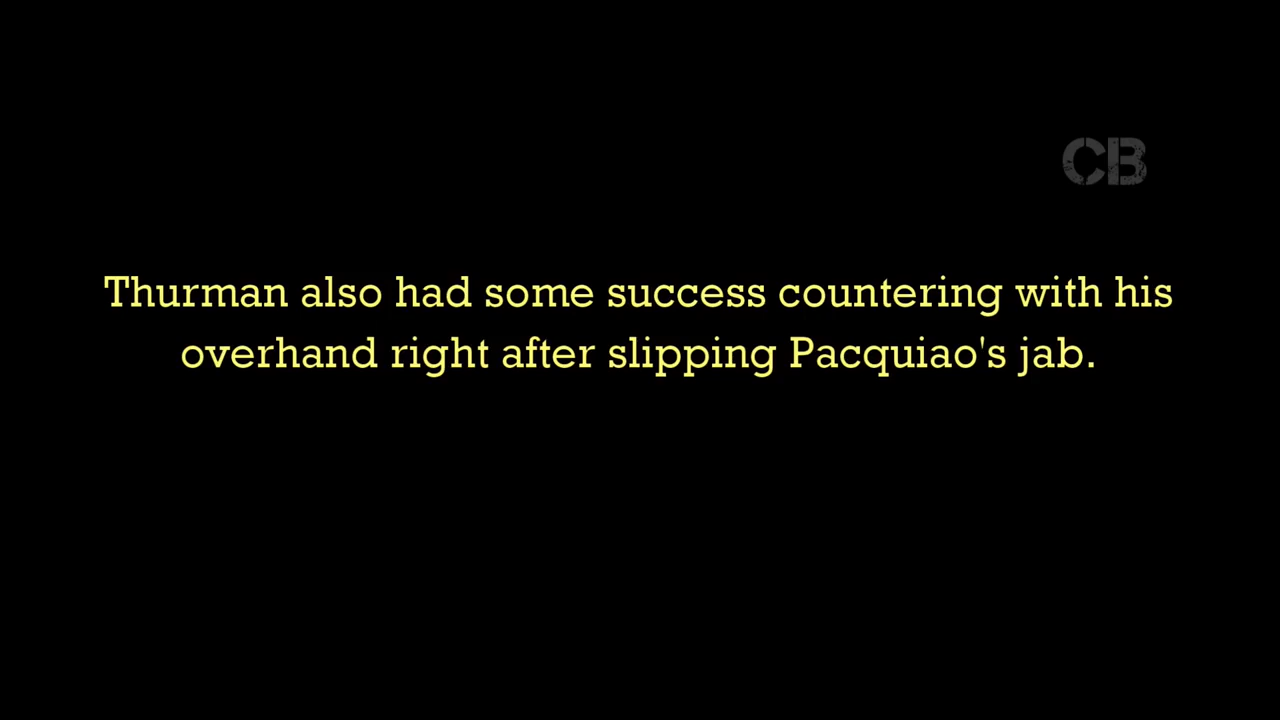 CB
Thurman also had some success countering with his
overhand right after slipping Pacquiao's jab.